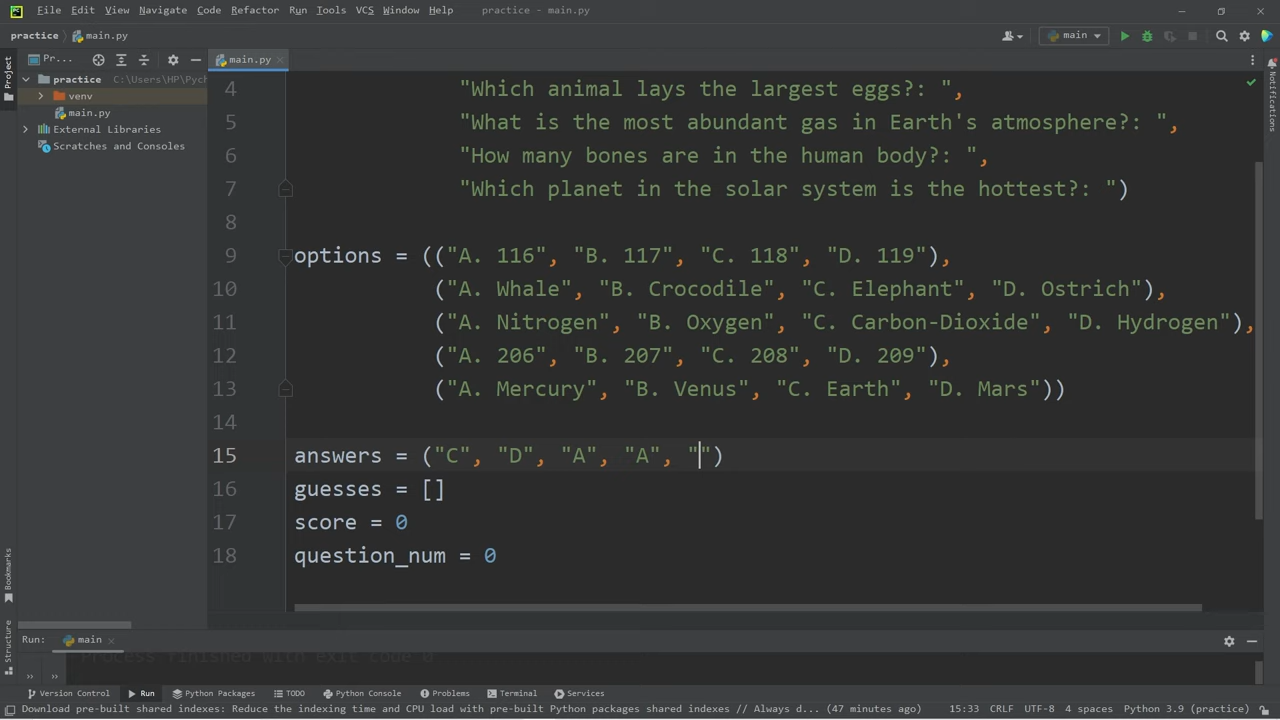 File Edit View Navigate Code Refactor Run Tools VCS Window Help practice - main.py
practice main.py main
Project Pr... main.py
practice C:\Users\HP\Pych
venv
main.py
External Libraries
Scratches and Consoles
4 "Which animal lays the largest eggs?: ",
5 "What is the most abundant gas in Earth's atmosphere?: ",
6 "How many bones are in the human body?: ",
7 "Which planet in the solar system is the hottest?: ")
8
9 options = (("A. 116", "B. 117", "C. 118", "D. 119"),
10 ("A. Whale", "B. Crocodile", "C. Elephant", "D. Ostrich"),
11 ("A. Nitrogen", "B. Oxygen", "C. Carbon-Dioxide", "D. Hydrogen"),
12 ("A. 206", "B. 207", "C. 208", "D. 209"),
13 ("A. Mercury", "B. Venus", "C. Earth", "D. Mars"))
14
15 answers = ("C", "D", "A", "A", "")
16 guesses = []
17 score = 0
18 question_num = 0
Notifications
Bookmarks
Structure
Run: main
Process finished with exit code 0
Version Control Run Python Packages TODO Python Console Problems Terminal Services
Download pre-built shared indexes: Reduce the indexing time and CPU load with pre-built Python packages shared indexes // Always d... (47 minutes ago) 15:33 CRLF UTF-8 4 spaces Python 3.9 (practice)